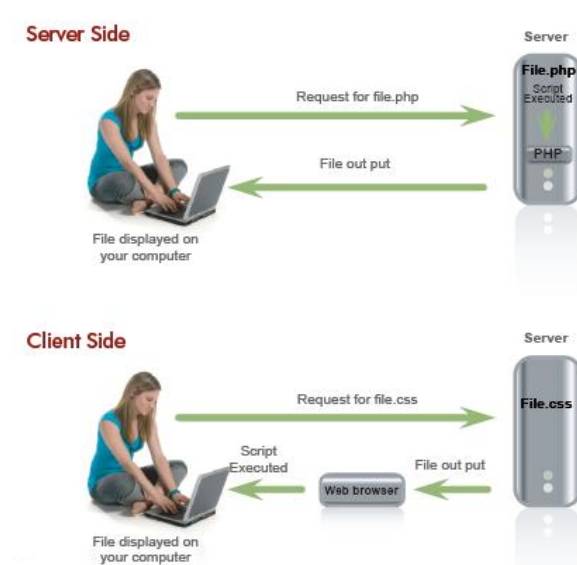 Server Side
Server
File.php
Script
Executed
Request for file.php
PHP
File out put
File displayed on
your computer
Client Side
Server
Request for file.css
File.css
Script
Executed
File out put
Web browser
File displayed on
your computer